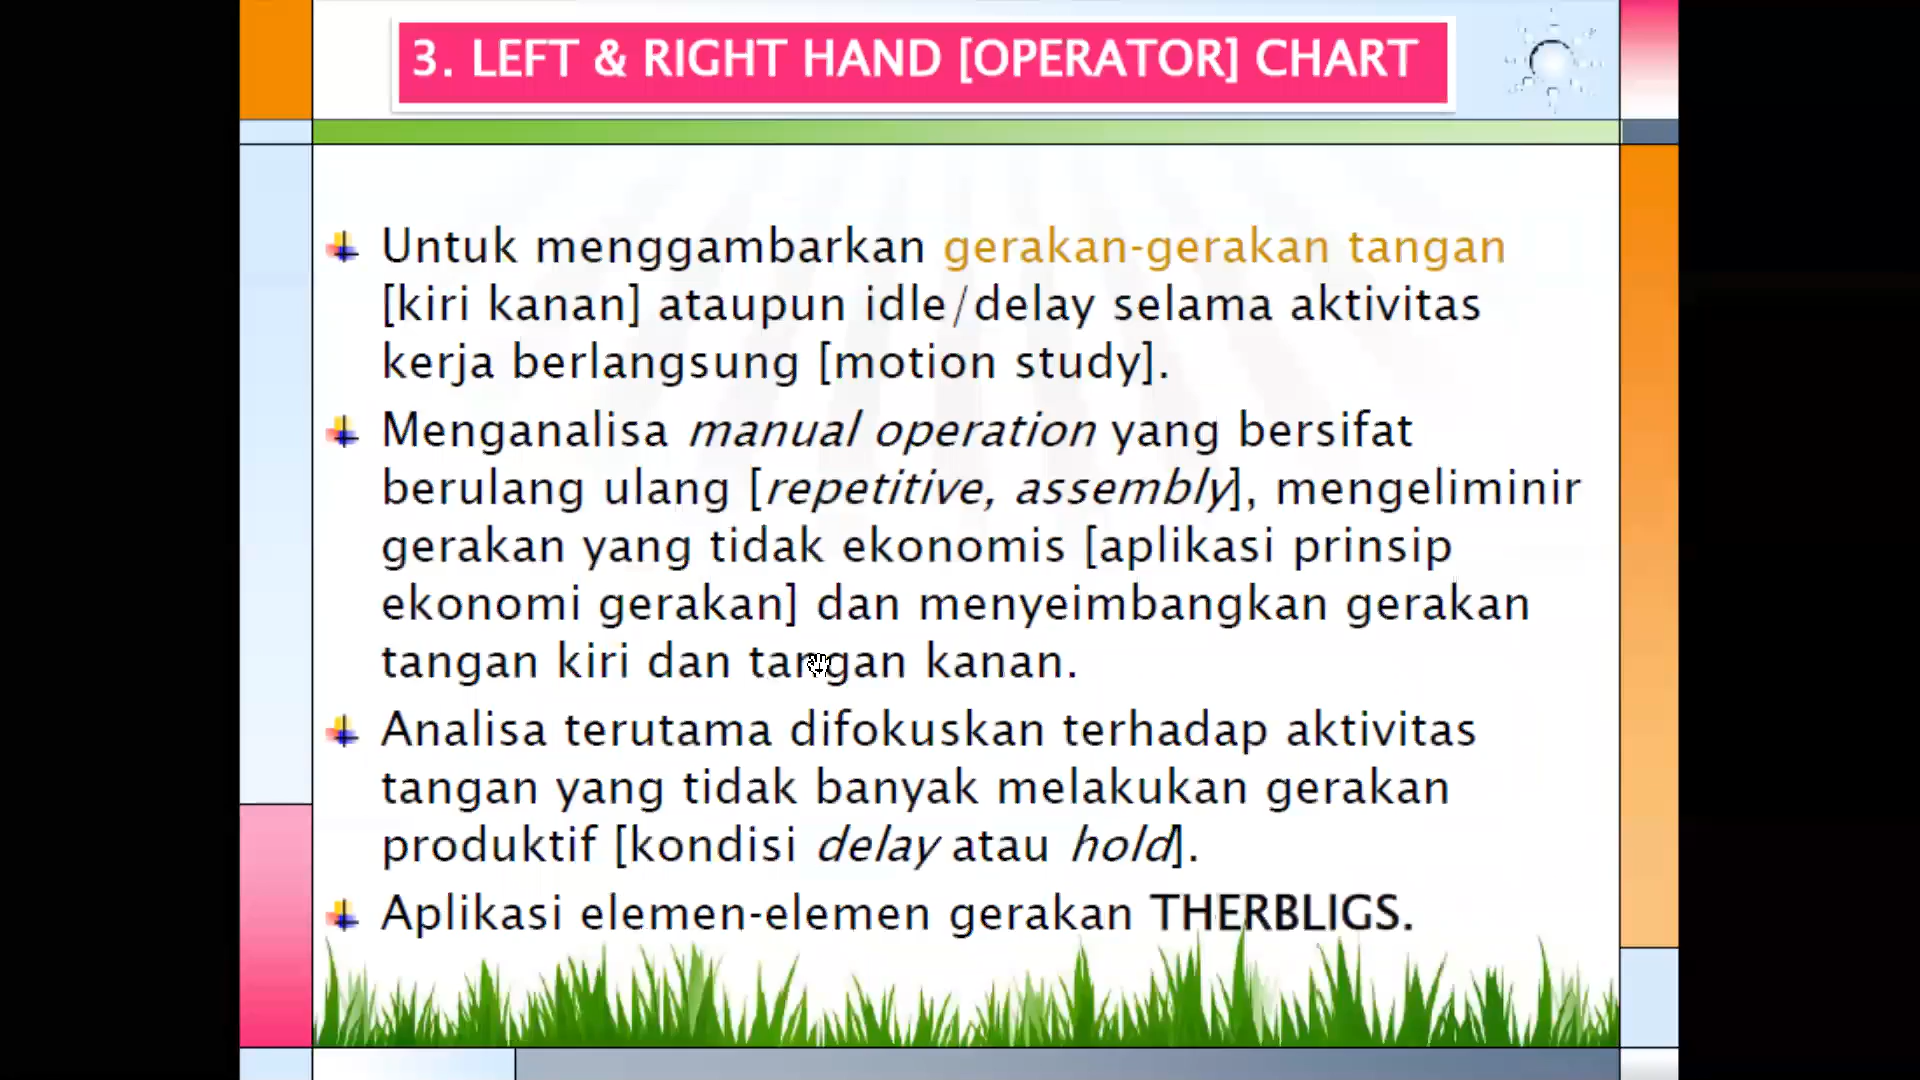 3. LEFT & RIGHT HAND [OPERATOR] CHART
Untuk menggambarkan gerakan-gerakan tangan
[kiri kanan] ataupun idle/delay selama aktivitas
kerja berlangsung [motion study].
Menganalisa manual operation yang bersifat
berulang ulang [repetitive, assembly], mengeliminir
gerakan yang tidak ekonomis [aplikasi prinsip
ekonomi gerakan] dan menyeimbangkan gerakan
tangan kiri dan tangan kanan.
Analisa terutama difokuskan terhadap aktivitas
tangan yang tidak banyak melakukan gerakan
produktif [kondisi delay atau hold].
Aplikasi elemen-elemen gerakan THERBLIGS.